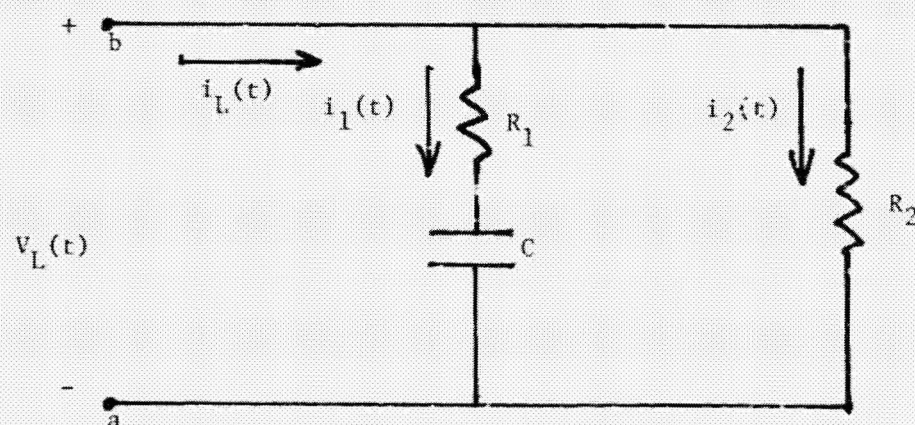 +
b
i_L(t)
i_1(t)
R_1
i_2(t)
R_2
V_L(t)
C
-
a